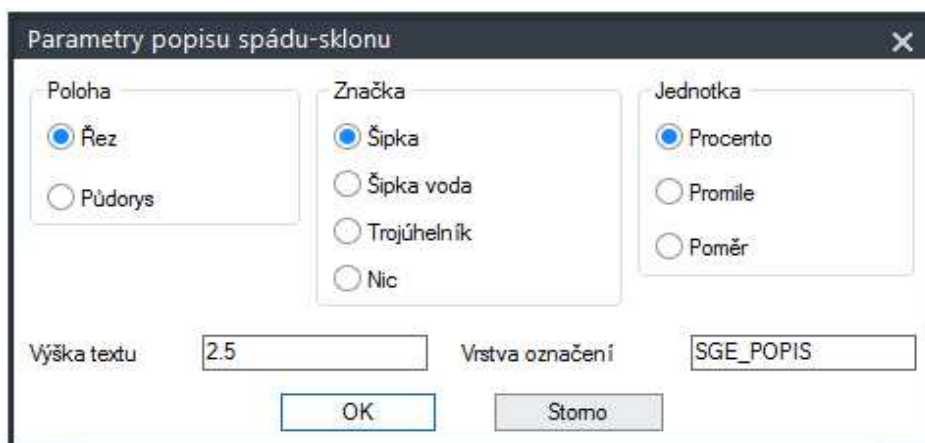 Parametry popisu spádu-sklonu
Poloha
Řez
Půdorys
Značka
Šipka
Šipka voda
Trojúhelník
Nic
Jednotka
Procento
Promile
Poměr
Výška textu 2.5 Vrstva označení SGE_POPIS
OK Storno